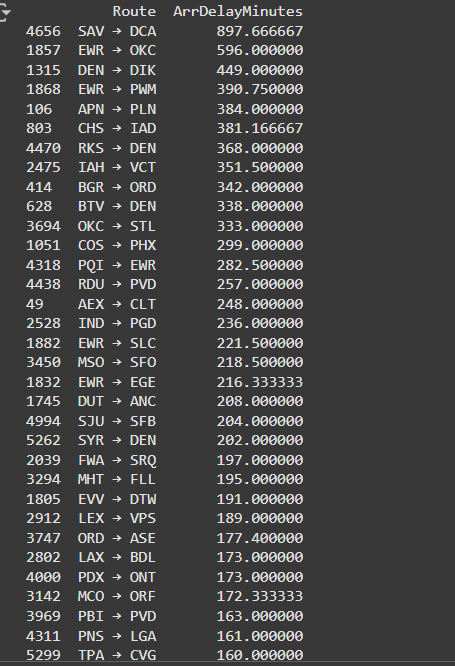 Route ArrDelayMinutes
4656 SAV → DCA 897.666667
1857 EWR → OKC 596.000000
1315 DEN → DIK 449.000000
1868 EWR → PWM 390.750000
106 APN → PLN 384.000000
803 CHS → IAD 381.166667
4470 RKS → DEN 368.000000
2475 IAH → VCT 351.500000
414 BGR → ORD 342.000000
628 BTV → DEN 338.000000
3694 OKC → STL 333.000000
1051 COS → PHX 299.000000
4318 PQI → EWR 282.500000
4438 RDU → PVD 257.000000
49 AEX → CLT 248.000000
2528 IND → PGD 236.000000
1882 EWR → SLC 221.500000
3450 MSO → SFO 218.500000
1832 EWR → EGE 216.333333
1745 DUT → ANC 208.000000
4994 SJU → SFB 204.000000
5262 SYR → DEN 202.000000
2039 FWA → SRQ 197.000000
3294 MHT → FLL 195.000000
1805 EVV → DTW 191.000000
2912 LEX → VPS 189.000000
3747 ORD → ASE 177.400000
2802 LAX → BDL 173.000000
4000 PDX → ONT 173.000000
3142 MCO → ORF 172.333333
3969 PBI → PVD 163.000000
4311 PNS → LGA 161.000000
5299 TPA → CVG 160.000000